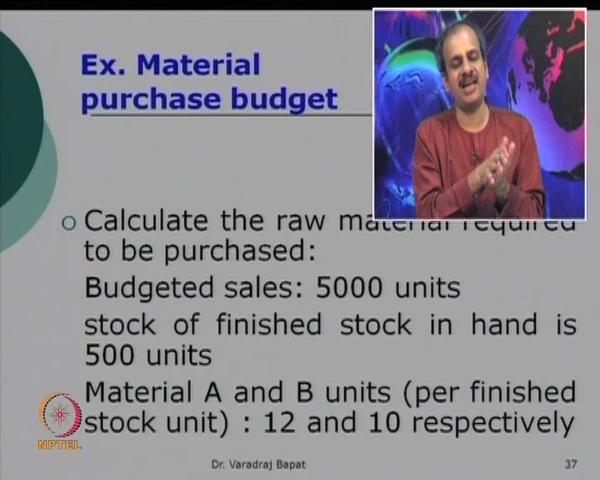 Ex. Material
purchase budget
Calculate the raw material required
to be purchased:
Budgeted sales: 5000 units
stock of finished stock in hand is
500 units
Material A and B units (per finished
stock unit) : 12 and 10 respectively
NPTEL
Dr. Varadraj Bapat
37